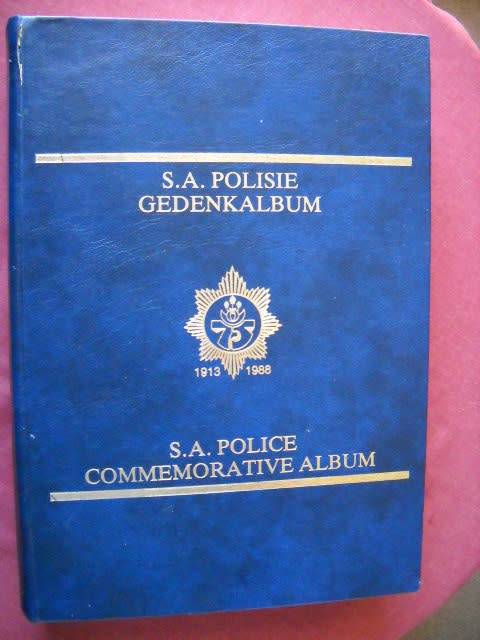 S.A. POLISIE
GEDENKALBUM
75
1913 1988
S.A. POLICE
COMMEMORATIVE ALBUM